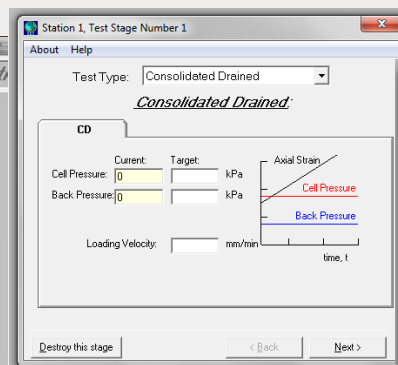 Station 1, Test Stage Number 1
About Help
Test Type: Consolidated Drained
Consolidated Drained:
CD
Current: Target:
Cell Pressure: 0 kPa
Back Pressure: 0 kPa
Loading Velocity: mm/min
Axial Strain
Cell Pressure
Back Pressure
time, t
Destroy this stage < Back Next >